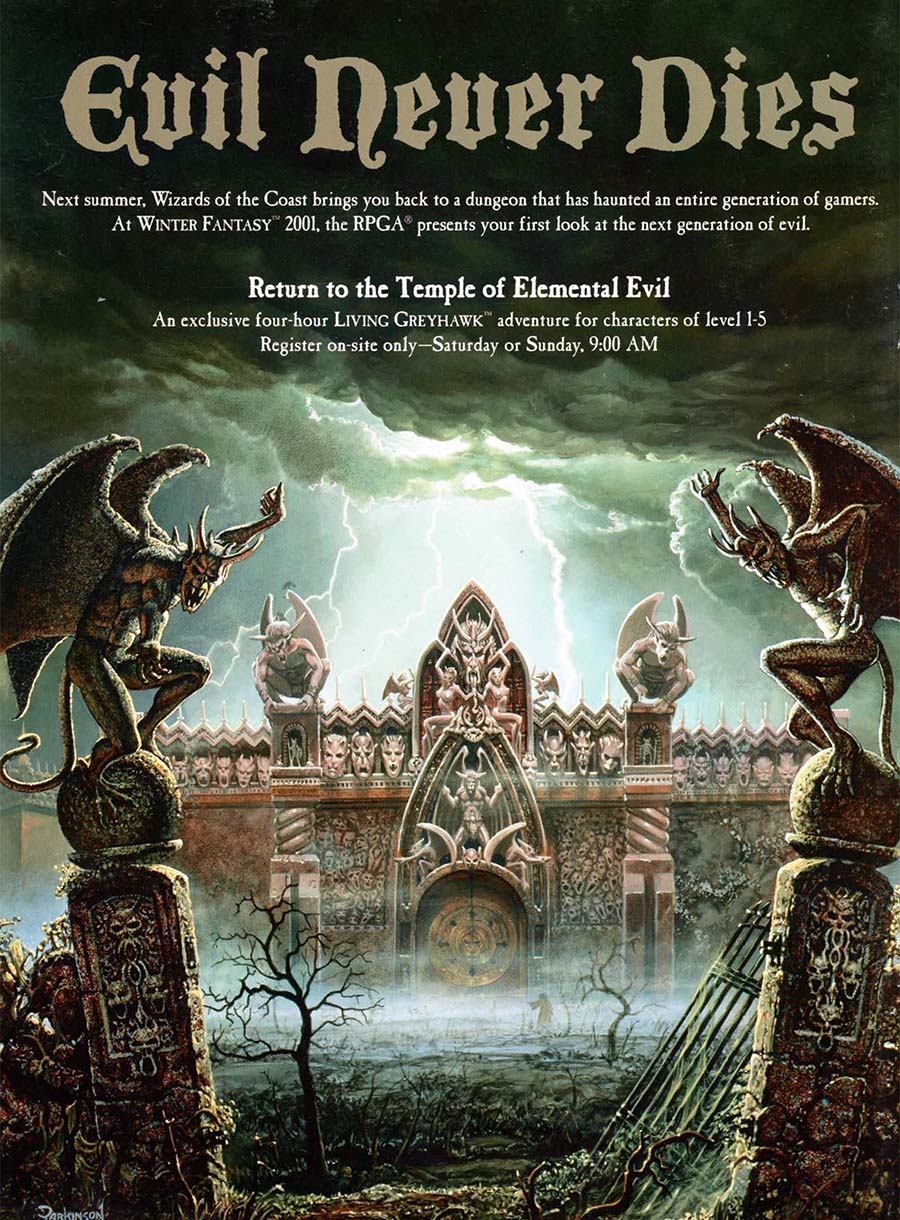 Evil Never Dies
Next summer, Wizards of the Coast brings you back to a dungeon that has haunted an entire generation of gamers.
At WINTER FANTASY™ 2001, the RPGA® presents your first look at the next generation of evil.
Return to the Temple of Elemental Evil
An exclusive four-hour LIVING GREYHAWK™ adventure for characters of level 1-5
Register on-site only—Saturday or Sunday, 9:00 AM
PARKINSON